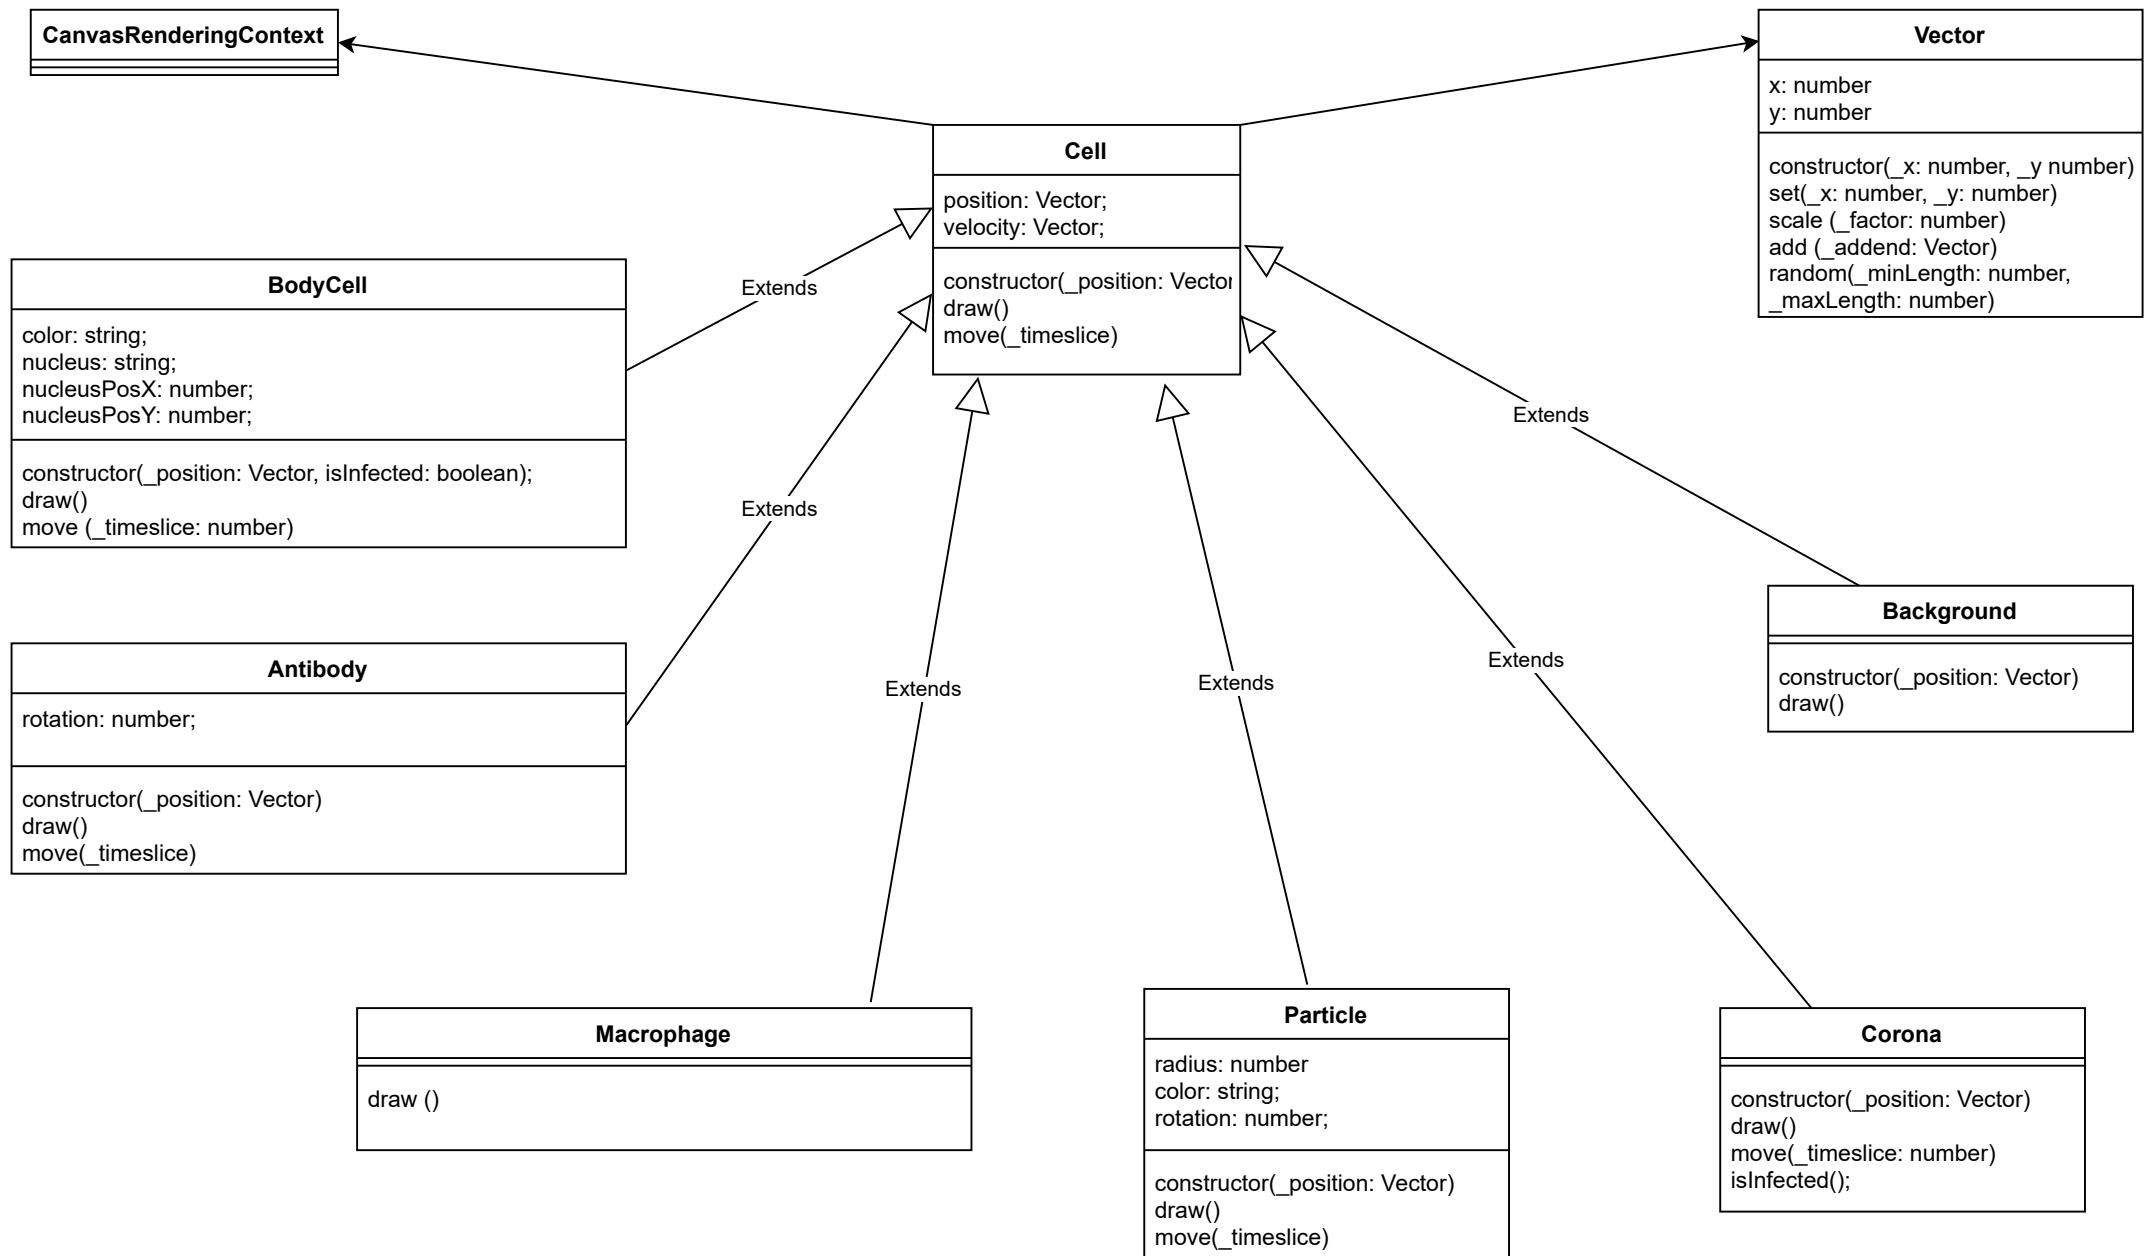 CanvasRenderingContext
Vector
x: number
y: number
constructor(_x: number, _y number)
set(_x: number, _y: number)
scale (_factor: number)
add (_addend: Vector)
random(_minLength: number,
_maxLength: number)
Cell
position: Vector;
velocity: Vector;
constructor(_position: Vector
draw()
move(_timeslice)
BodyCell
color: string;
nucleus: string;
nucleusPosX: number;
nucleusPosY: number;
constructor(_position: Vector, isInfected: boolean);
draw()
move (_timeslice: number)
Extends
Extends
Extends
Extends
Extends
Extends
Antibody
rotation: number;
constructor(_position: Vector)
draw()
move(_timeslice)
Background
constructor(_position: Vector)
draw()
Macrophage
draw ()
Particle
radius: number
color: string;
rotation: number;
constructor(_position: Vector)
draw()
move(_timeslice)
Corona
constructor(_position: Vector)
draw()
move(_timeslice: number)
isInfected();